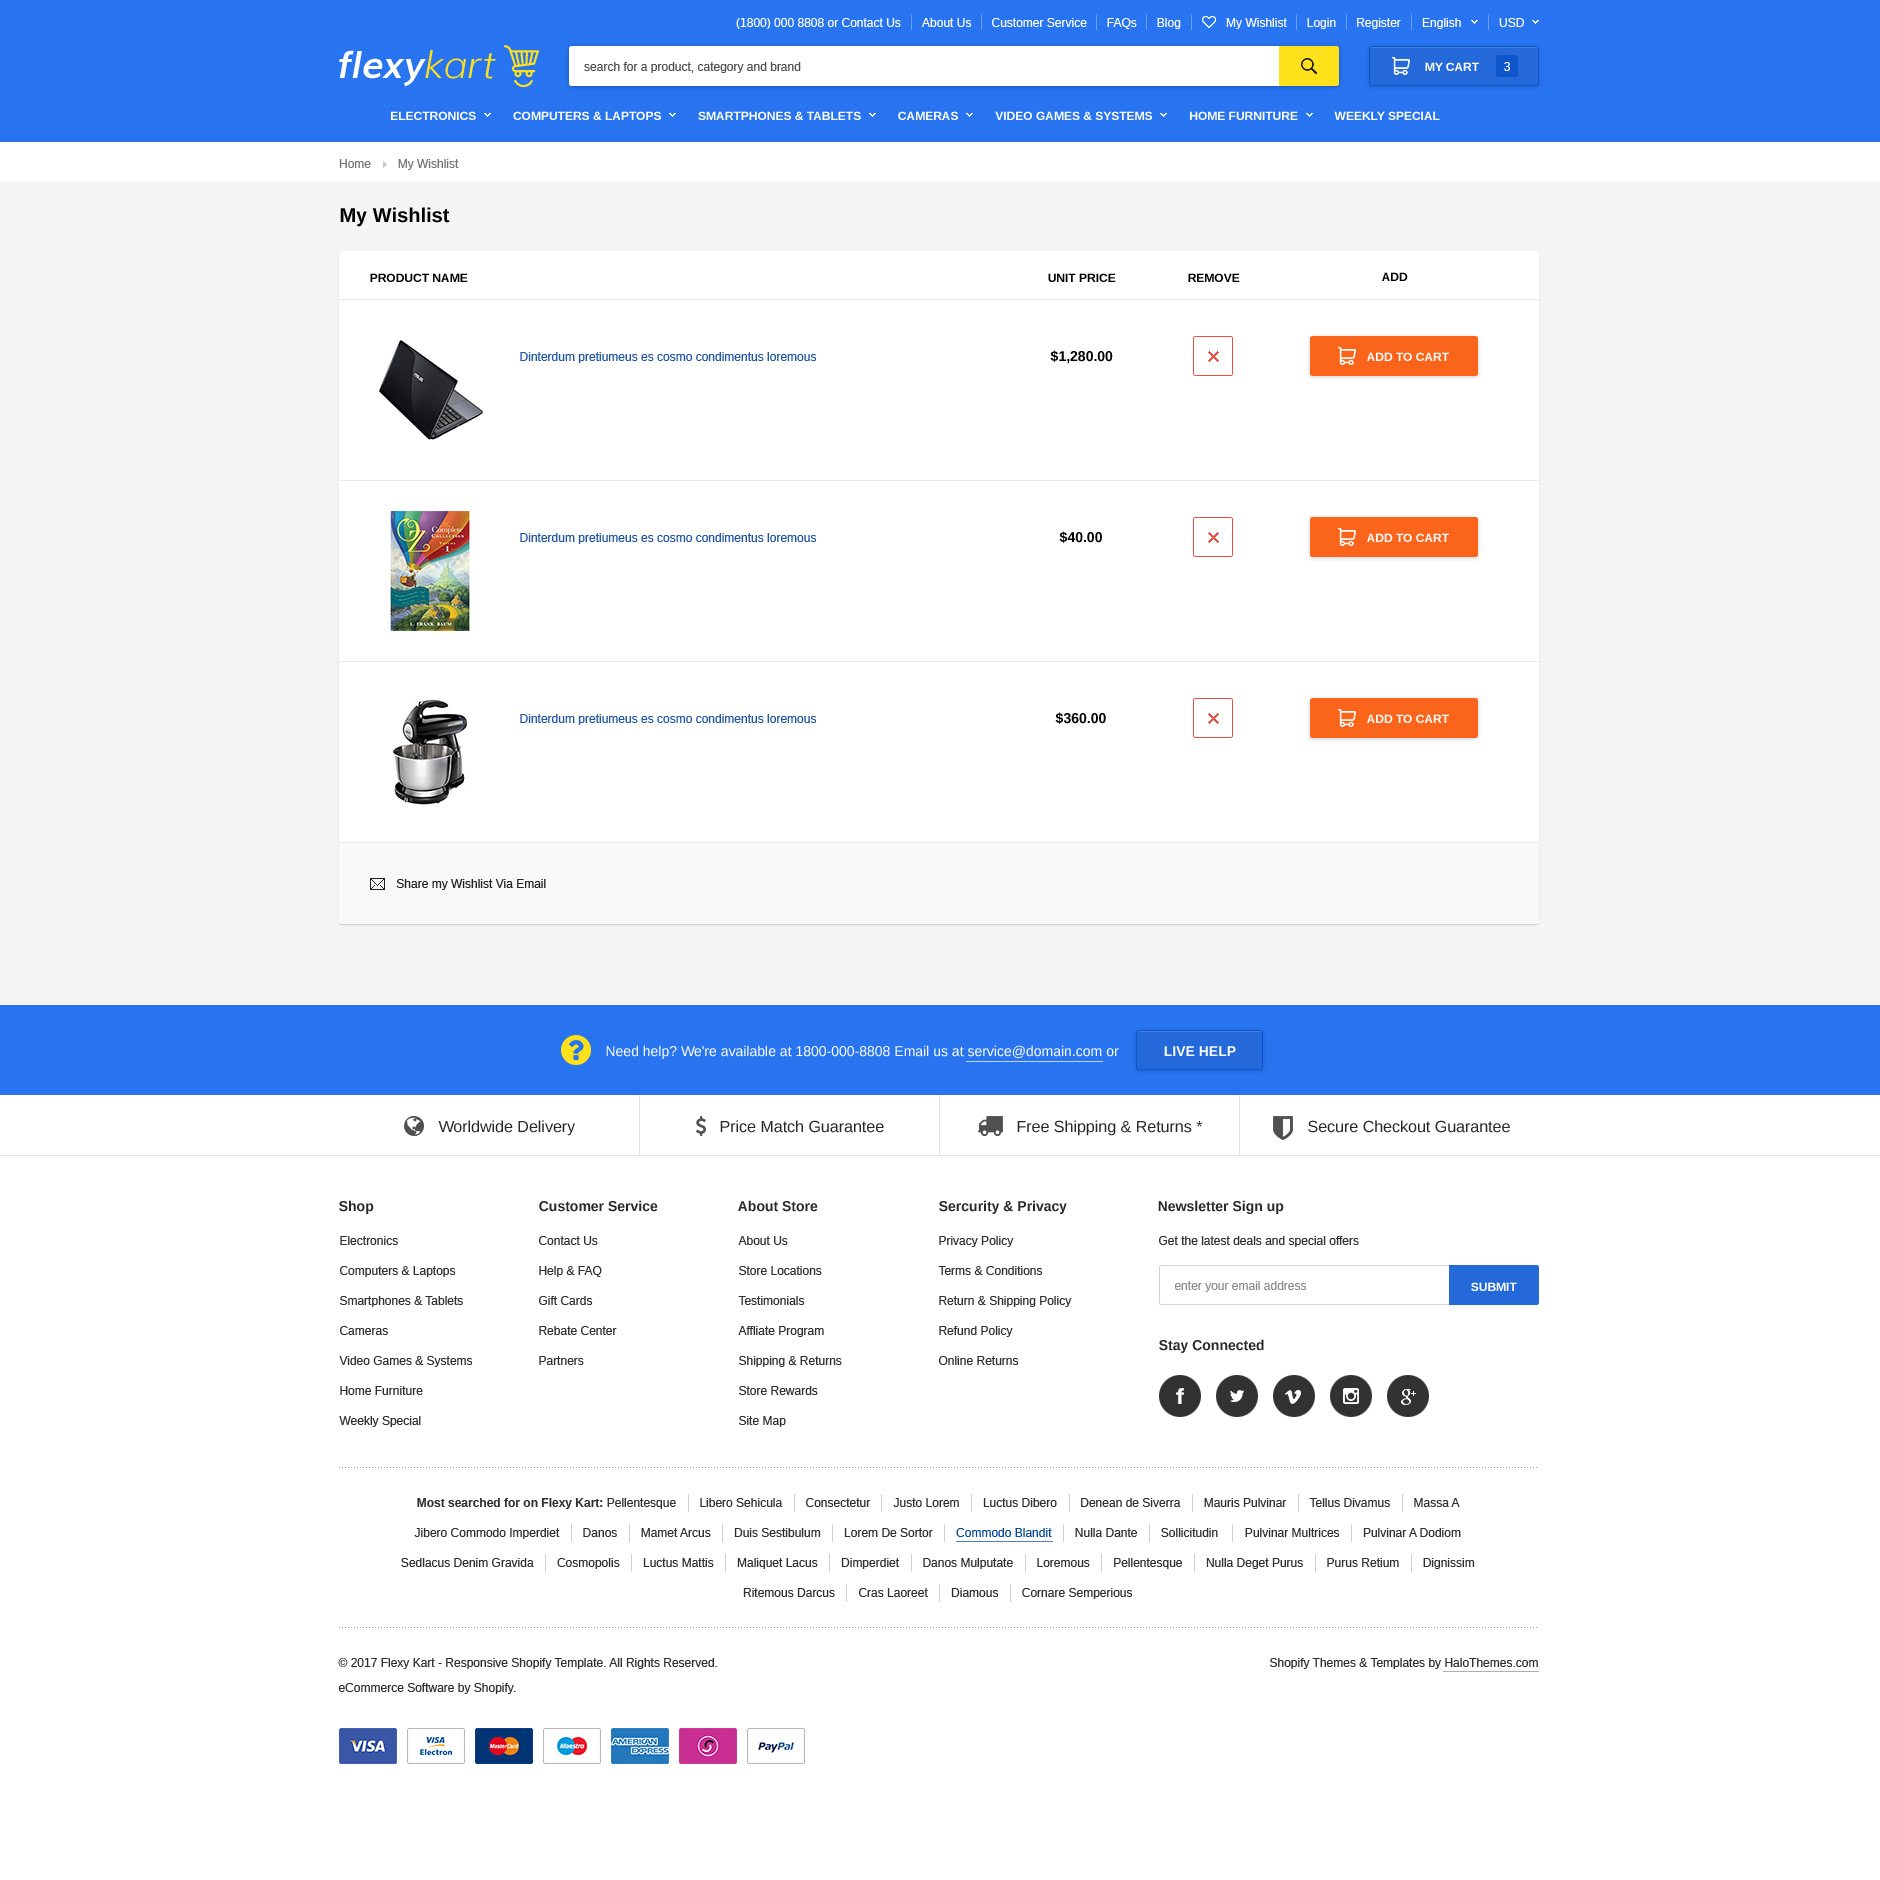 (1800) 000 8808 or Contact Us About Us Customer Service FAQs Blog My Wishlist Login Register English USD
flexykart
search for a product, category and brand
MY CART 3
ELECTRONICS COMPUTERS & LAPTOPS SMARTPHONES & TABLETS CAMERAS VIDEO GAMES & SYSTEMS HOME FURNITURE WEEKLY SPECIAL
Home My Wishlist
My Wishlist
PRODUCT NAME UNIT PRICE REMOVE ADD
Dinterdum pretiumeus es cosmo condimentus loremous $1,280.00 ADD TO CART
OZ
Complete
COLLECTION
1
L. FRANK BAUM
Dinterdum pretiumeus es cosmo condimentus loremous $40.00 ADD TO CART
Dinterdum pretiumeus es cosmo condimentus loremous $360.00 ADD TO CART
Share my Wishlist Via Email
Need help? We're available at 1800-000-8808 Email us at service@domain.com or LIVE HELP
Worldwide Delivery Price Match Guarantee Free Shipping & Returns * Secure Checkout Guarantee
Shop
Electronics
Computers & Laptops
Smartphones & Tablets
Cameras
Video Games & Systems
Home Furniture
Weekly Special
Customer Service
Contact Us
Help & FAQ
Gift Cards
Rebate Center
Partners
About Store
About Us
Store Locations
Testimonials
Affliate Program
Shipping & Returns
Store Rewards
Site Map
Sercurity & Privacy
Privacy Policy
Terms & Conditions
Return & Shipping Policy
Refund Policy
Online Returns
Newsletter Sign up
Get the latest deals and special offers
enter your email address SUBMIT
Stay Connected
Most searched for on Flexy Kart: Pellentesque Libero Sehicula Consectetur Justo Lorem Luctus Dibero Denean de Siverra Mauris Pulvinar Tellus Divamus Massa A
Jibero Commodo Imperdiet Danos Mamet Arcus Duis Sestibulum Lorem De Sortor Commodo Blandit Nulla Dante Sollicitudin Pulvinar Multrices Pulvinar A Dodiom
Sedlacus Denim Gravida Cosmopolis Luctus Mattis Maliquet Lacus Dimperdiet Danos Mulputate Loremous Pellentesque Nulla Deget Purus Purus Retium Dignissim
Ritemous Darcus Cras Laoreet Diamous Cornare Semperious
© 2017 Flexy Kart - Responsive Shopify Template. All Rights Reserved.
eCommerce Software by Shopify.
Shopify Themes & Templates by HaloThemes.com
VISA
VISA Electron
MasterCard
Maestro
AMERICAN EXPRESS
PayPal